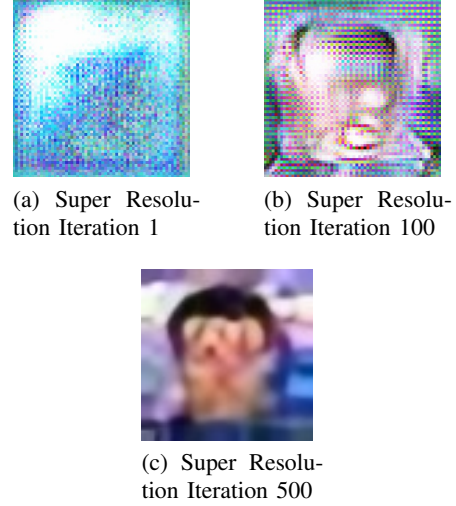 (a) Super Resolu-
tion Iteration 1
(b) Super Resolu-
tion Iteration 100
(c) Super Resolu-
tion Iteration 500